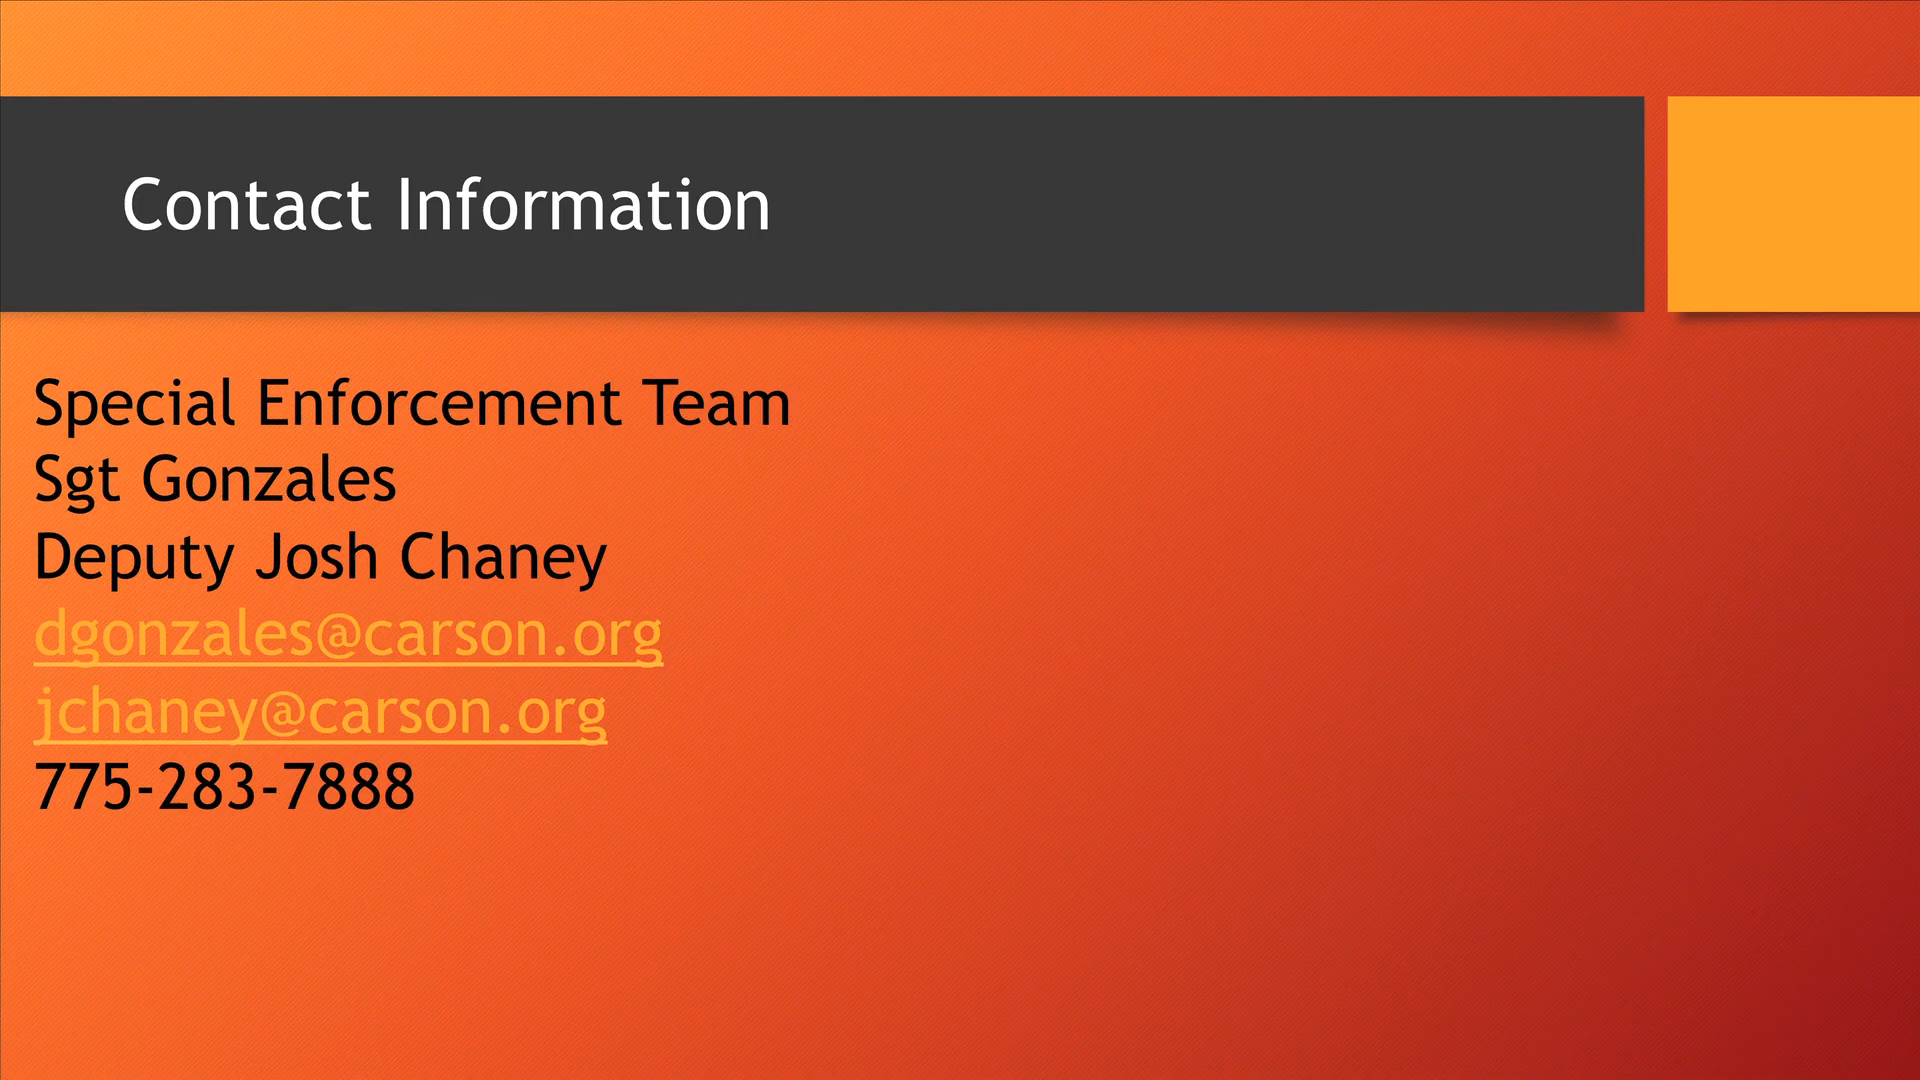 Contact Information
Special Enforcement Team
Sgt Gonzales
Deputy Josh Chaney
dgonzales@carson.org
jchaney@carson.org
775-283-7888